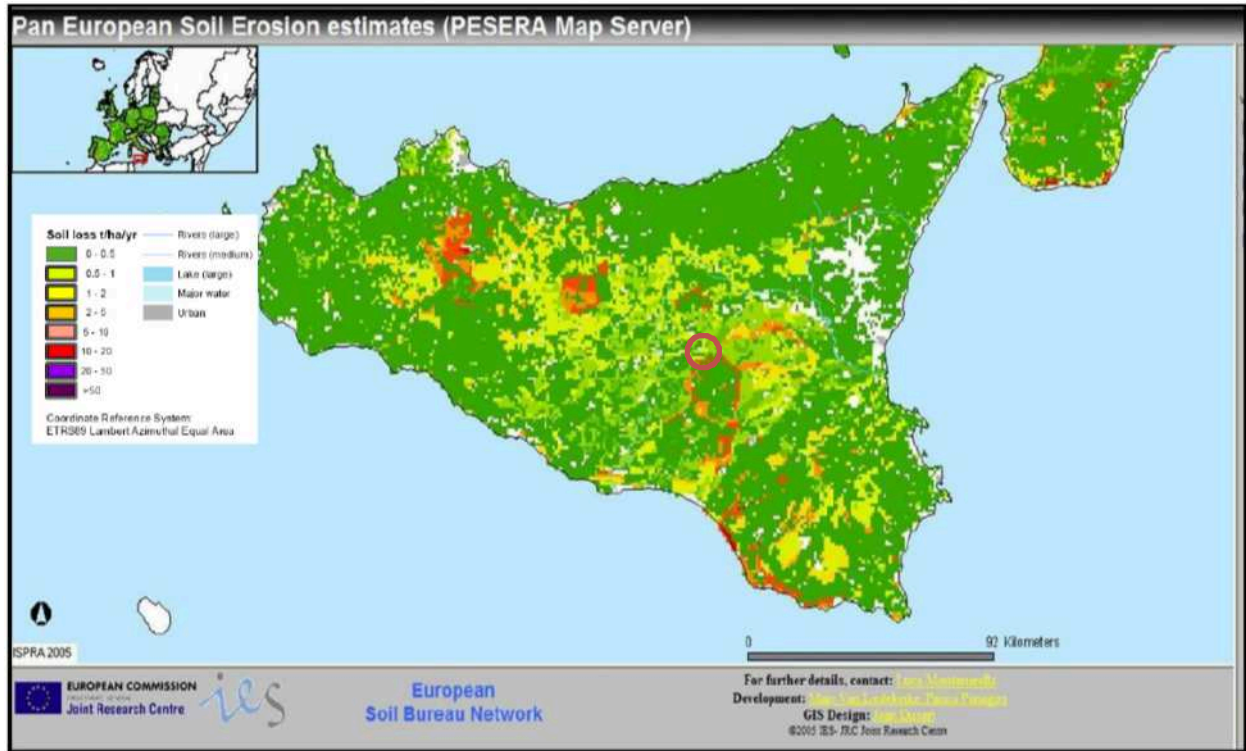 Pan European Soil Erosion estimates (PESERA Map Server)
Soil loss t/ha/yr
0 - 0.5
0.5 - 1
1 - 2
2 - 5
5 - 10
10 - 20
20 - 50
>50
Rivers (large)
Rivers (medium)
Lake (large)
Major water
Urban
Coordinate Reference System:
ETRS89 Lambert Azimuthal Equal Area
ISPRA 2005
0 92 Kilometers
EUROPEAN COMMISSION
Joint Research Centre
ies
European
Soil Bureau Network
For further details, contact:
Development:
GIS Design:
©2005 IES- JRC Joint Research Centre